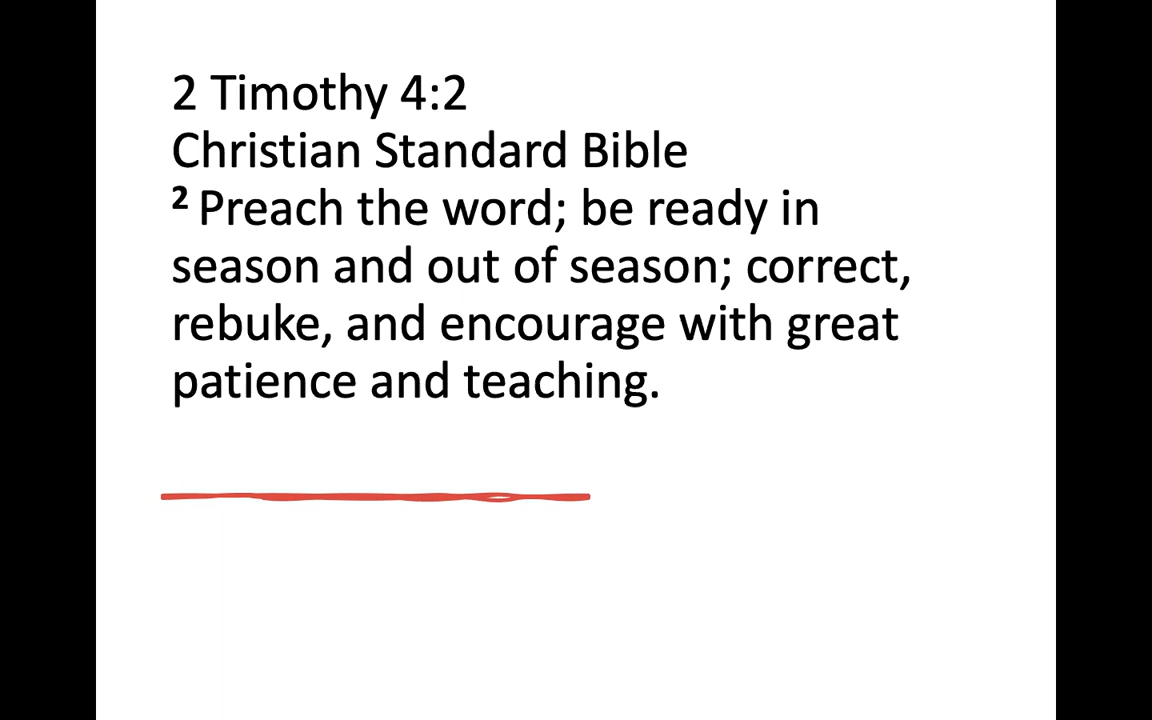 2 Timothy 4:2
Christian Standard Bible
² Preach the word; be ready in
season and out of season; correct,
rebuke, and encourage with great
patience and teaching.